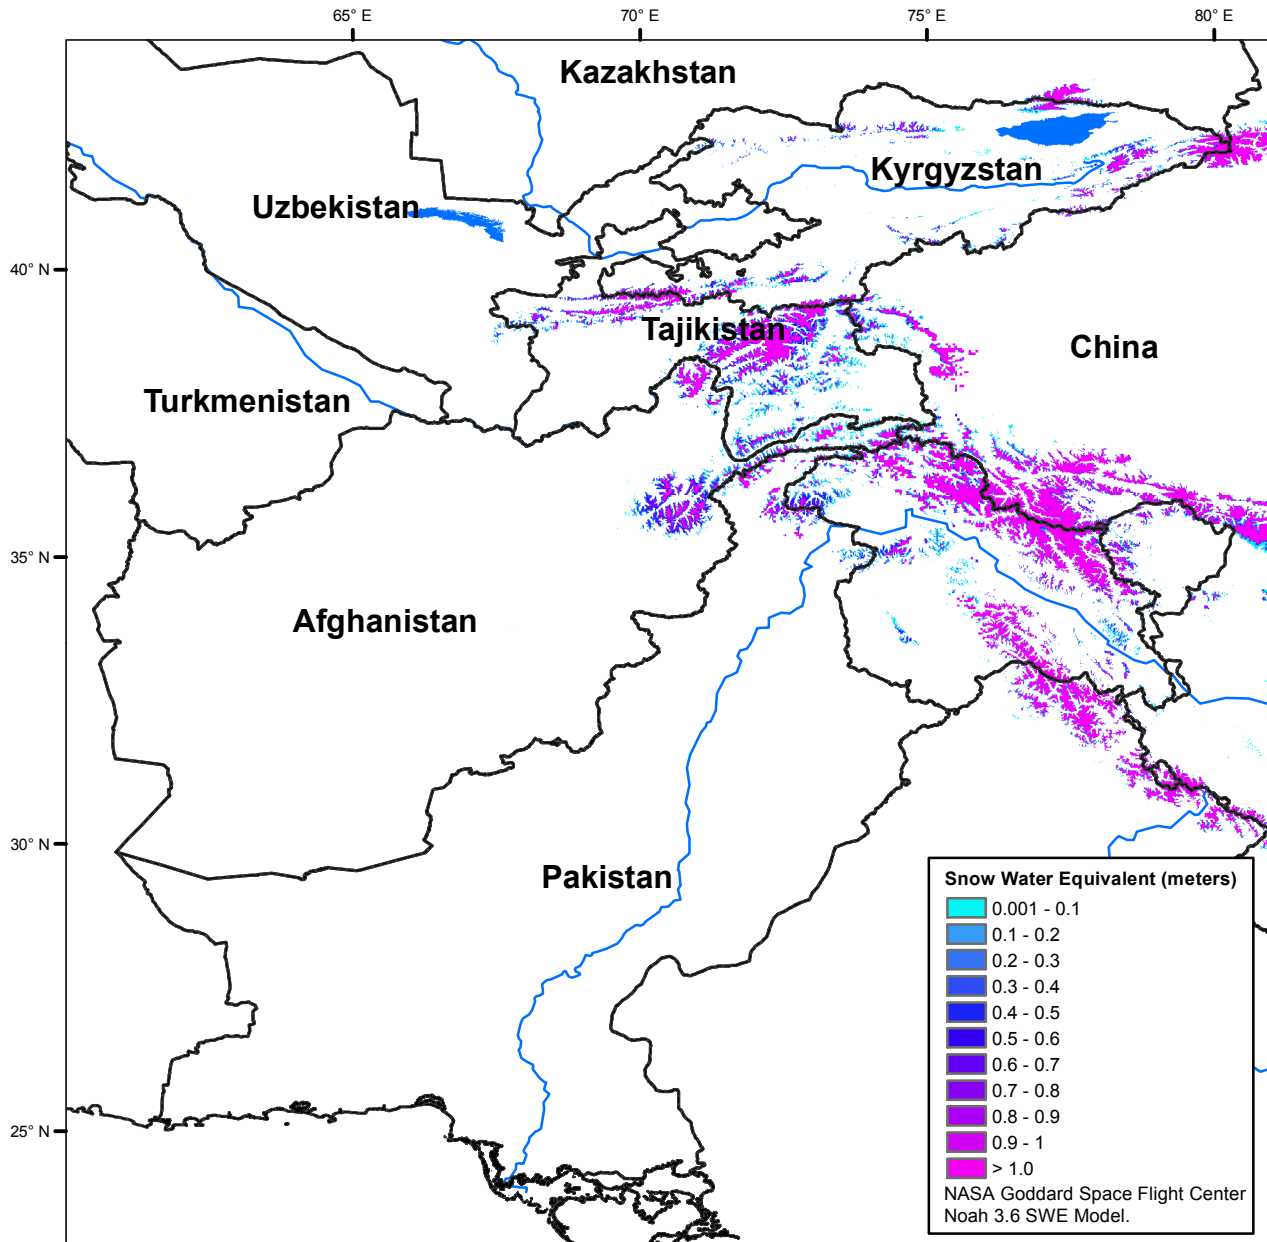 65° E
70° E
75° E
80° E
Kazakhstan
Kyrgyzstan
Uzbekistan
40° N
Tajikistan
China
Turkmenistan
35° N
Afghanistan
30° N
Pakistan
25° N
Snow Water Equivalent (meters)
0.001 - 0.1
0.1 - 0.2
0.2 - 0.3
0.3 - 0.4
0.4 - 0.5
0.5 - 0.6
0.6 - 0.7
0.7 - 0.8
0.8 - 0.9
0.9 - 1
> 1.0
NASA Goddard Space Flight Center
Noah 3.6 SWE Model.